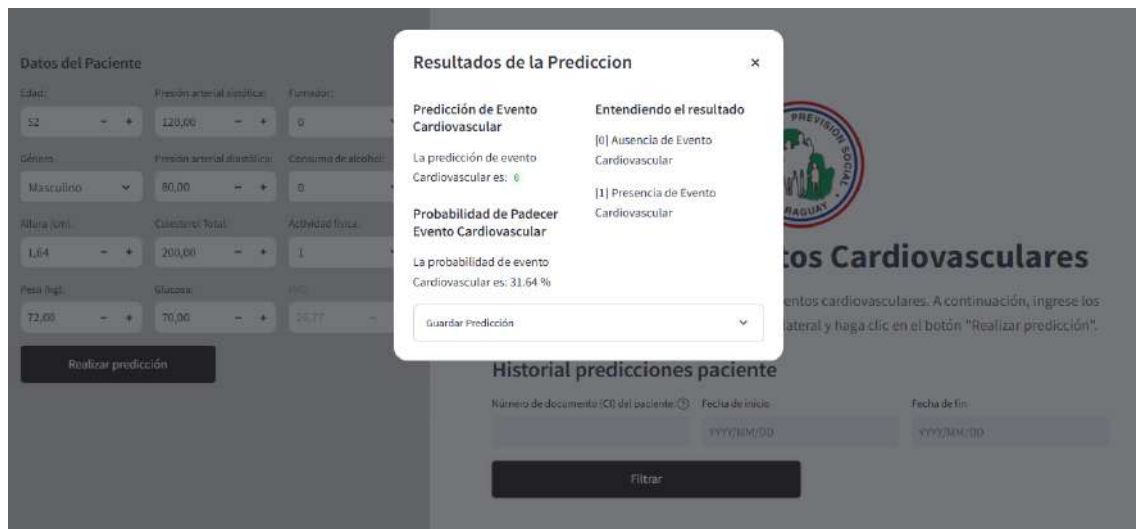 Datos del Paciente
Edad:
52
Presión arterial sistólica:
120,00
Fumador:
0
Género
Masculino
Presión arterial diastólica:
80,00
Consumo de alcohol:
0
Altura (cm):
1,64
Colesterol Total:
200,00
Actividad física:
1
Peso (kg):
72,00
Glucosa:
70,00
IMC
Realizar predicción
Resultados de la Prediccion
×
Predicción de Evento
Cardiovascular
La predicción de evento
Cardiovascular es: 0
Probabilidad de Padecer
Evento Cardiovascular
La probabilidad de evento
Cardiovascular es: 31.64 %
Entendiendo el resultado
[0] Ausencia de Evento
Cardiovascular
[1] Presencia de Evento
Cardiovascular
Guardar Predicción
PREVISION SOCIAL
tos Cardiovasculares
entos cardiovasculares. A continuación, ingrese los
lateral y haga clic en el botón "Realizar predicción".
Historial predicciones paciente
Número de documento (CI) del paciente:
Fecha de inicio
YYYY/MM/DD
Fecha de fin
YYYY/MM/DD
Filtrar